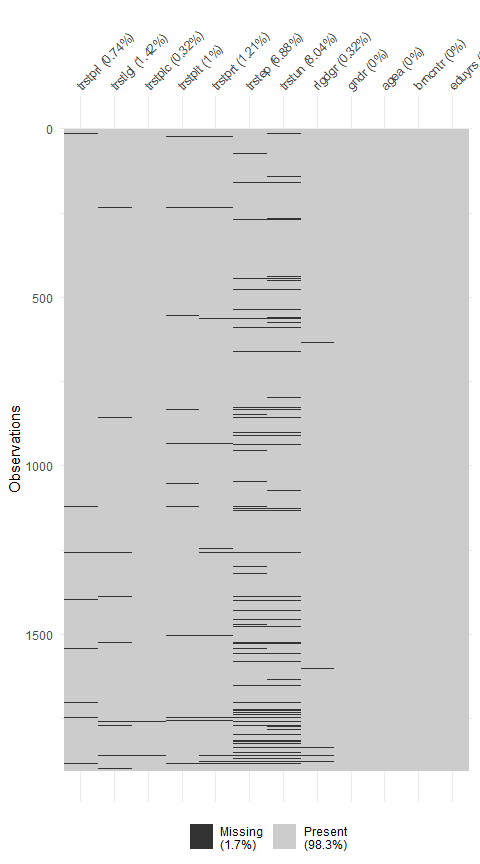 trstprl (0.74%)
trstlgl (1.42%)
trstplc (0.32%)
trstplt (1%)
trstprt (1.21%)
trstep (6.88%)
trstun (8.04%)
rlgdgr (0.32%)
gndr (0%)
agea (0%)
brncntr (0%)
eduyrs (
0
500
1000
1500
Observations
Missing
(1.7%)
Present
(98.3%)